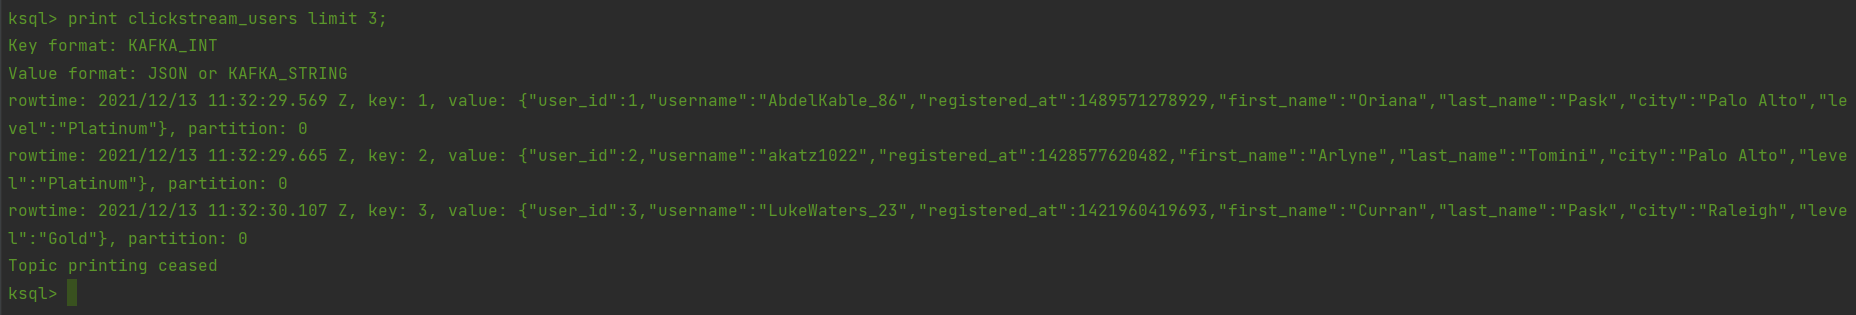 ksql> print clickstream_users limit 3;
Key format: KAFKA_INT
Value format: JSON or KAFKA_STRING
rowtime: 2021/12/13 11:32:29.569 Z, key: 1, value: {"user_id":1,"username":"AbdelKable_86","registered_at":1489571278929,"first_name":"Oriana","last_name":"Pask","city":"Palo Alto","le
vel":"Platinum"}, partition: 0
rowtime: 2021/12/13 11:32:29.665 Z, key: 2, value: {"user_id":2,"username":"akatz1022","registered_at":1428577620482,"first_name":"Arlyne","last_name":"Tomini","city":"Palo Alto","leve
l":"Platinum"}, partition: 0
rowtime: 2021/12/13 11:32:30.107 Z, key: 3, value: {"user_id":3,"username":"LukeWaters_23","registered_at":1421960419693,"first_name":"Curran","last_name":"Pask","city":"Raleigh","leve
l":"Gold"}, partition: 0
Topic printing ceased
ksql>